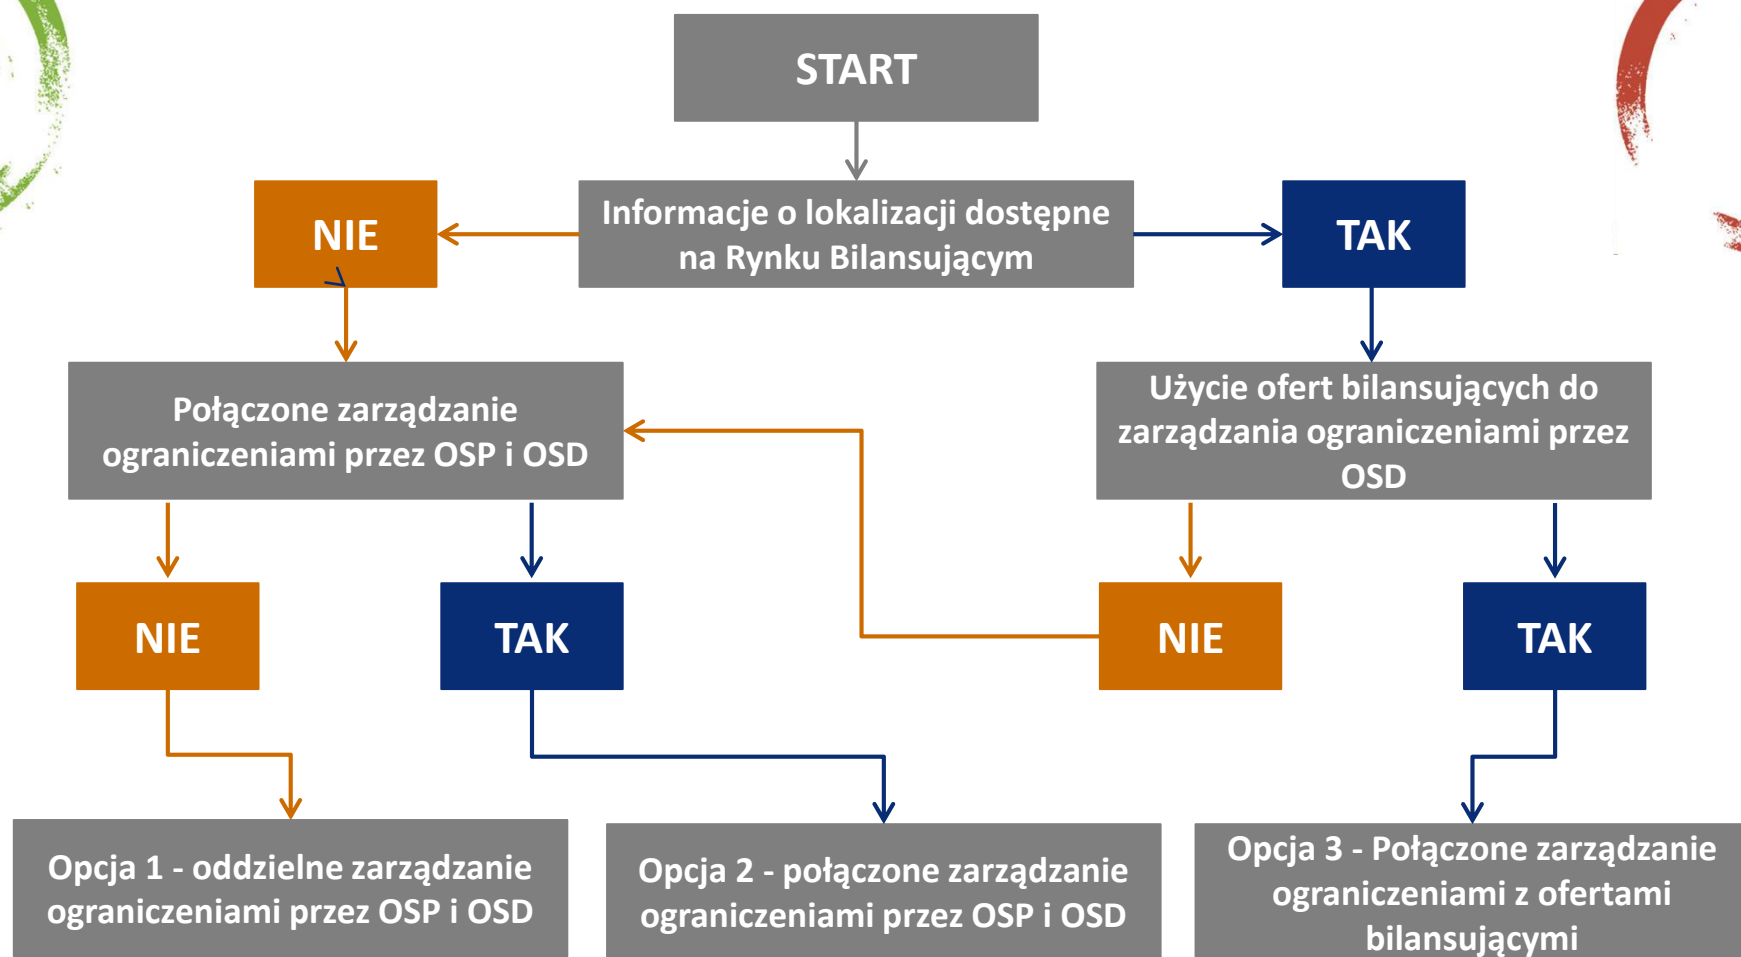 START
NIE
Informacje o lokalizacji dostępne
na Rynku Bilansującym
TAK
Połączone zarządzanie
ograniczeniami przez OSP i OSD
Użycie ofert bilansujących do
zarządzania ograniczeniami przez
OSD
NIE
TAK
NIE
TAK
Opcja 1 - oddzielne zarządzanie
ograniczeniami przez OSP i OSD
Opcja 2 - połączone zarządzanie
ograniczeniami przez OSP i OSD
Opcja 3 - Połączone zarządzanie
ograniczeniami z ofertami
bilansującymi